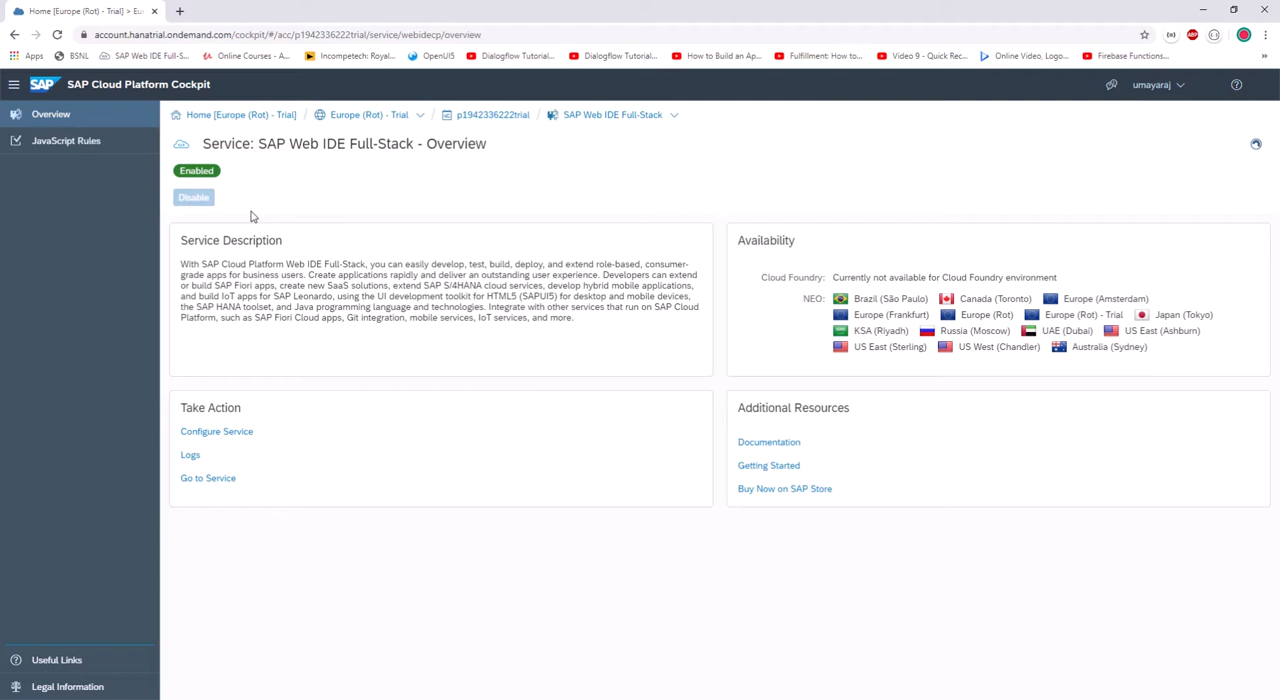 Home [Europe (Rot) - Trial] > Eu
account.hanatrial.ondemand.com/cockpit/#/acc/p1942336222trial/service/webidecp/overview
Apps BSNL SAP Web IDE Full-S... Online Courses - A... Incompetech: Royal... OpenUI5 Dialogflow Tutorial... Dialogflow Tutorial... How to Build an Ap... Fulfillment: How to... Video 9 - Quick Rec... Online Video, Logo... Firebase Functions...
SAP SAP Cloud Platform Cockpit umayaraj
Overview
JavaScript Rules
Home [Europe (Rot) - Trial] / Europe (Rot) - Trial / p1942336222trial / SAP Web IDE Full-Stack
Service: SAP Web IDE Full-Stack - Overview
Enabled
Disable
Service Description
With SAP Cloud Platform Web IDE Full-Stack, you can easily develop, test, build, deploy, and extend role-based, consumer-
grade apps for business users. Create applications rapidly and deliver an outstanding user experience. Developers can extend
or build SAP Fiori apps, create new SaaS solutions, extend SAP S/4HANA cloud services, develop hybrid mobile applications,
and build IoT apps for SAP Leonardo, using the UI development toolkit for HTML5 (SAPUI5) for desktop and mobile devices,
the SAP HANA toolset, and Java programming language and technologies. Integrate with other services that run on SAP Cloud
Platform, such as SAP Fiori Cloud apps, Git integration, mobile services, IoT services, and more.
Availability
Cloud Foundry: Currently not available for Cloud Foundry environment
NEO: Brazil (São Paulo) Canada (Toronto) Europe (Amsterdam)
Europe (Frankfurt) Europe (Rot) Europe (Rot) - Trial Japan (Tokyo)
KSA (Riyadh) Russia (Moscow) UAE (Dubai) US East (Ashburn)
US East (Sterling) US West (Chandler) Australia (Sydney)
Take Action
Configure Service
Logs
Go to Service
Additional Resources
Documentation
Getting Started
Buy Now on SAP Store
Useful Links
Legal Information